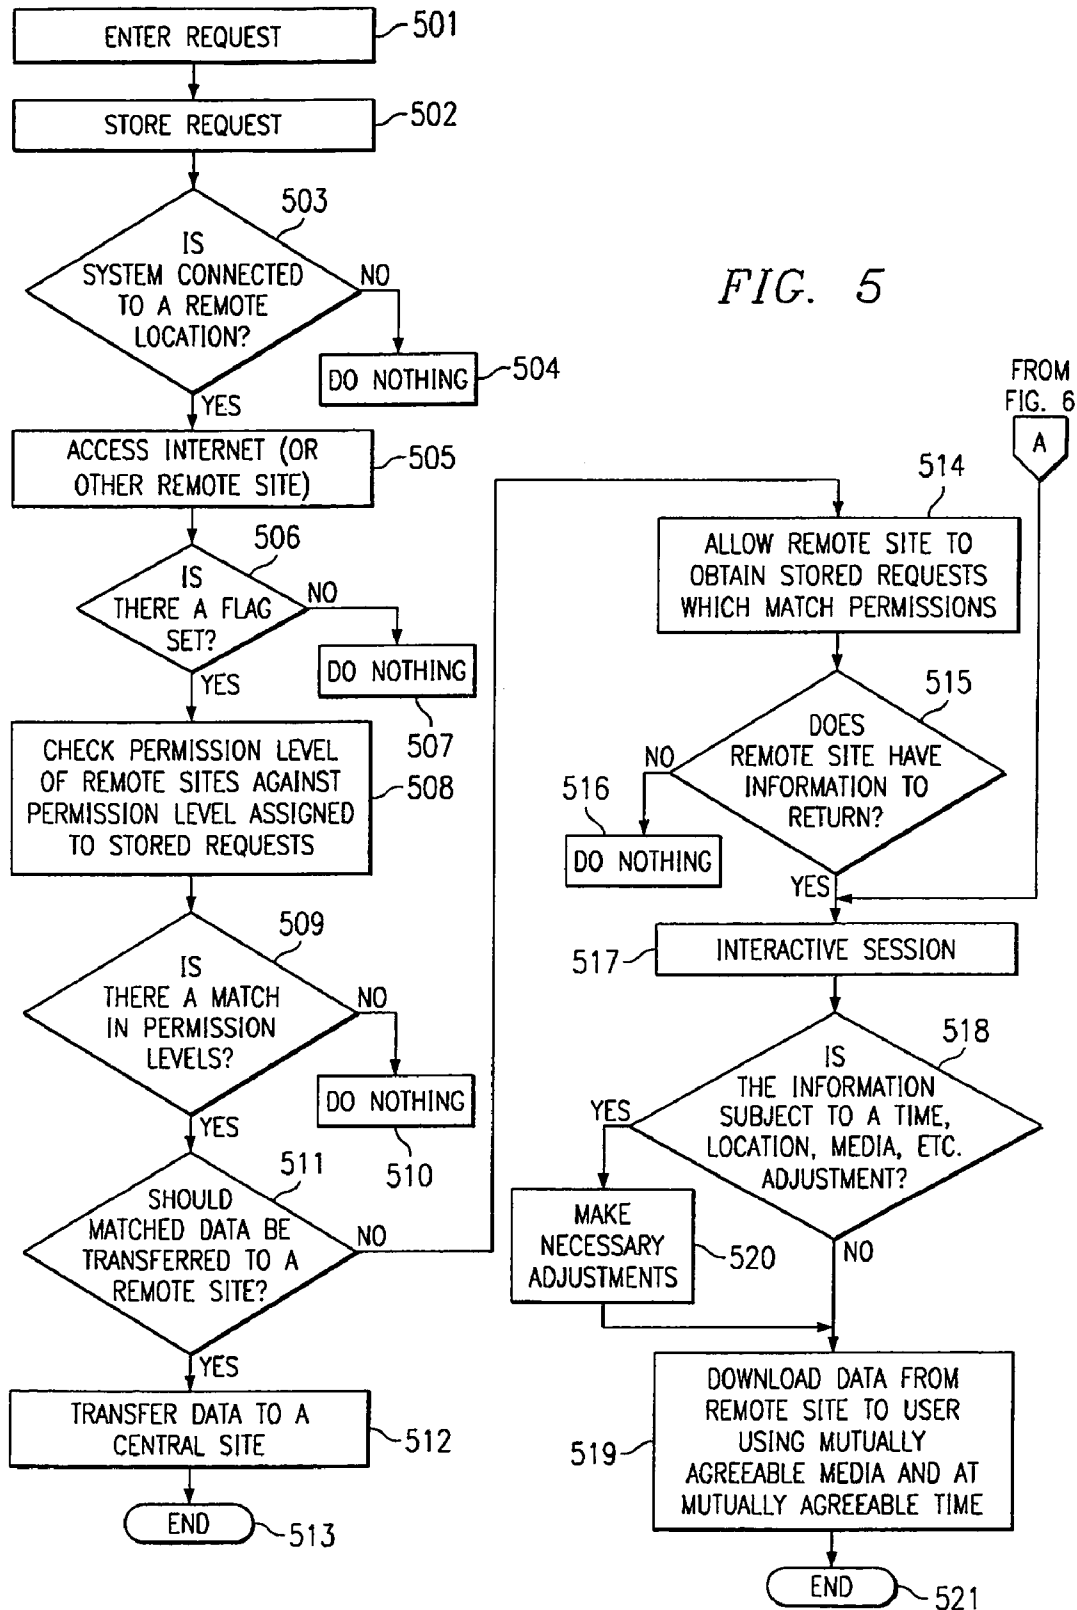 ENTER REQUEST
501
STORE REQUEST
502
503
IS
SYSTEM CONNECTED
TO A REMOTE
LOCATION?
NO
DO NOTHING
504
YES
ACCESS INTERNET (OR
OTHER REMOTE SITE)
505
506
IS
THERE A FLAG
SET?
NO
DO NOTHING
507
YES
CHECK PERMISSION LEVEL
OF REMOTE SITES AGAINST
PERMISSION LEVEL ASSIGNED
TO STORED REQUESTS
508
509
IS
THERE A MATCH
IN PERMISSION
LEVELS?
NO
DO NOTHING
510
YES
511
SHOULD
MATCHED DATA BE
TRANSFERRED TO A
REMOTE SITE?
NO
YES
TRANSFER DATA TO A
CENTRAL SITE
512
END
513
FIG. 5
FROM
FIG. 6
A
514
ALLOW REMOTE SITE TO
OBTAIN STORED REQUESTS
WHICH MATCH PERMISSIONS
515
DOES
REMOTE SITE HAVE
INFORMATION TO
RETURN?
NO
516
DO NOTHING
YES
INTERACTIVE SESSION
517
518
IS
THE INFORMATION
SUBJECT TO A TIME,
LOCATION, MEDIA, ETC.
ADJUSTMENT?
YES
MAKE
NECESSARY
ADJUSTMENTS
520
NO
DOWNLOAD DATA FROM
REMOTE SITE TO USER
USING MUTUALLY
AGREEABLE MEDIA AND AT
MUTUALLY AGREEABLE TIME
519
END
521